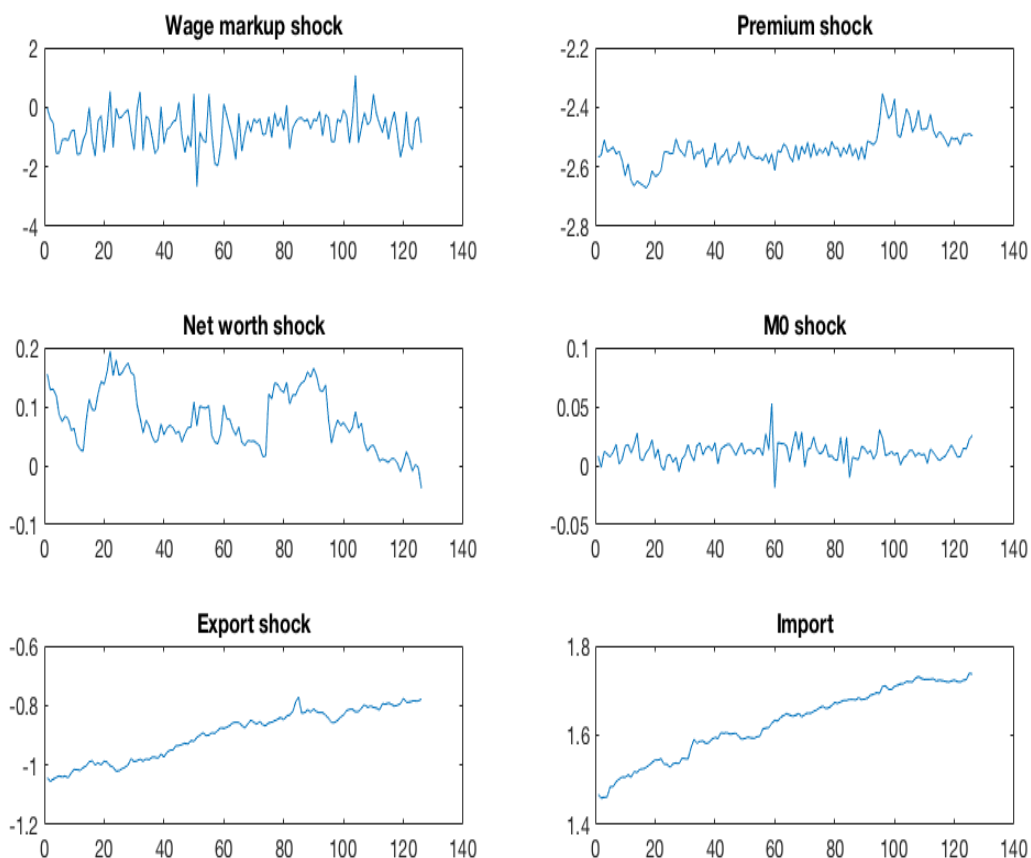 Wage markup shock
2
0
-2
-4
0 20 40 60 80 100 120 140
Premium shock
-2.2
-2.4
-2.6
-2.8
0 20 40 60 80 100 120 140
Net worth shock
0.2
0.1
0
-0.1
0 20 40 60 80 100 120 140
M0 shock
0.1
0.05
0
-0.05
0 20 40 60 80 100 120 140
Export shock
-0.6
-0.8
-1
-1.2
0 20 40 60 80 100 120 140
Import
1.8
1.6
1.4
0 20 40 60 80 100 120 140